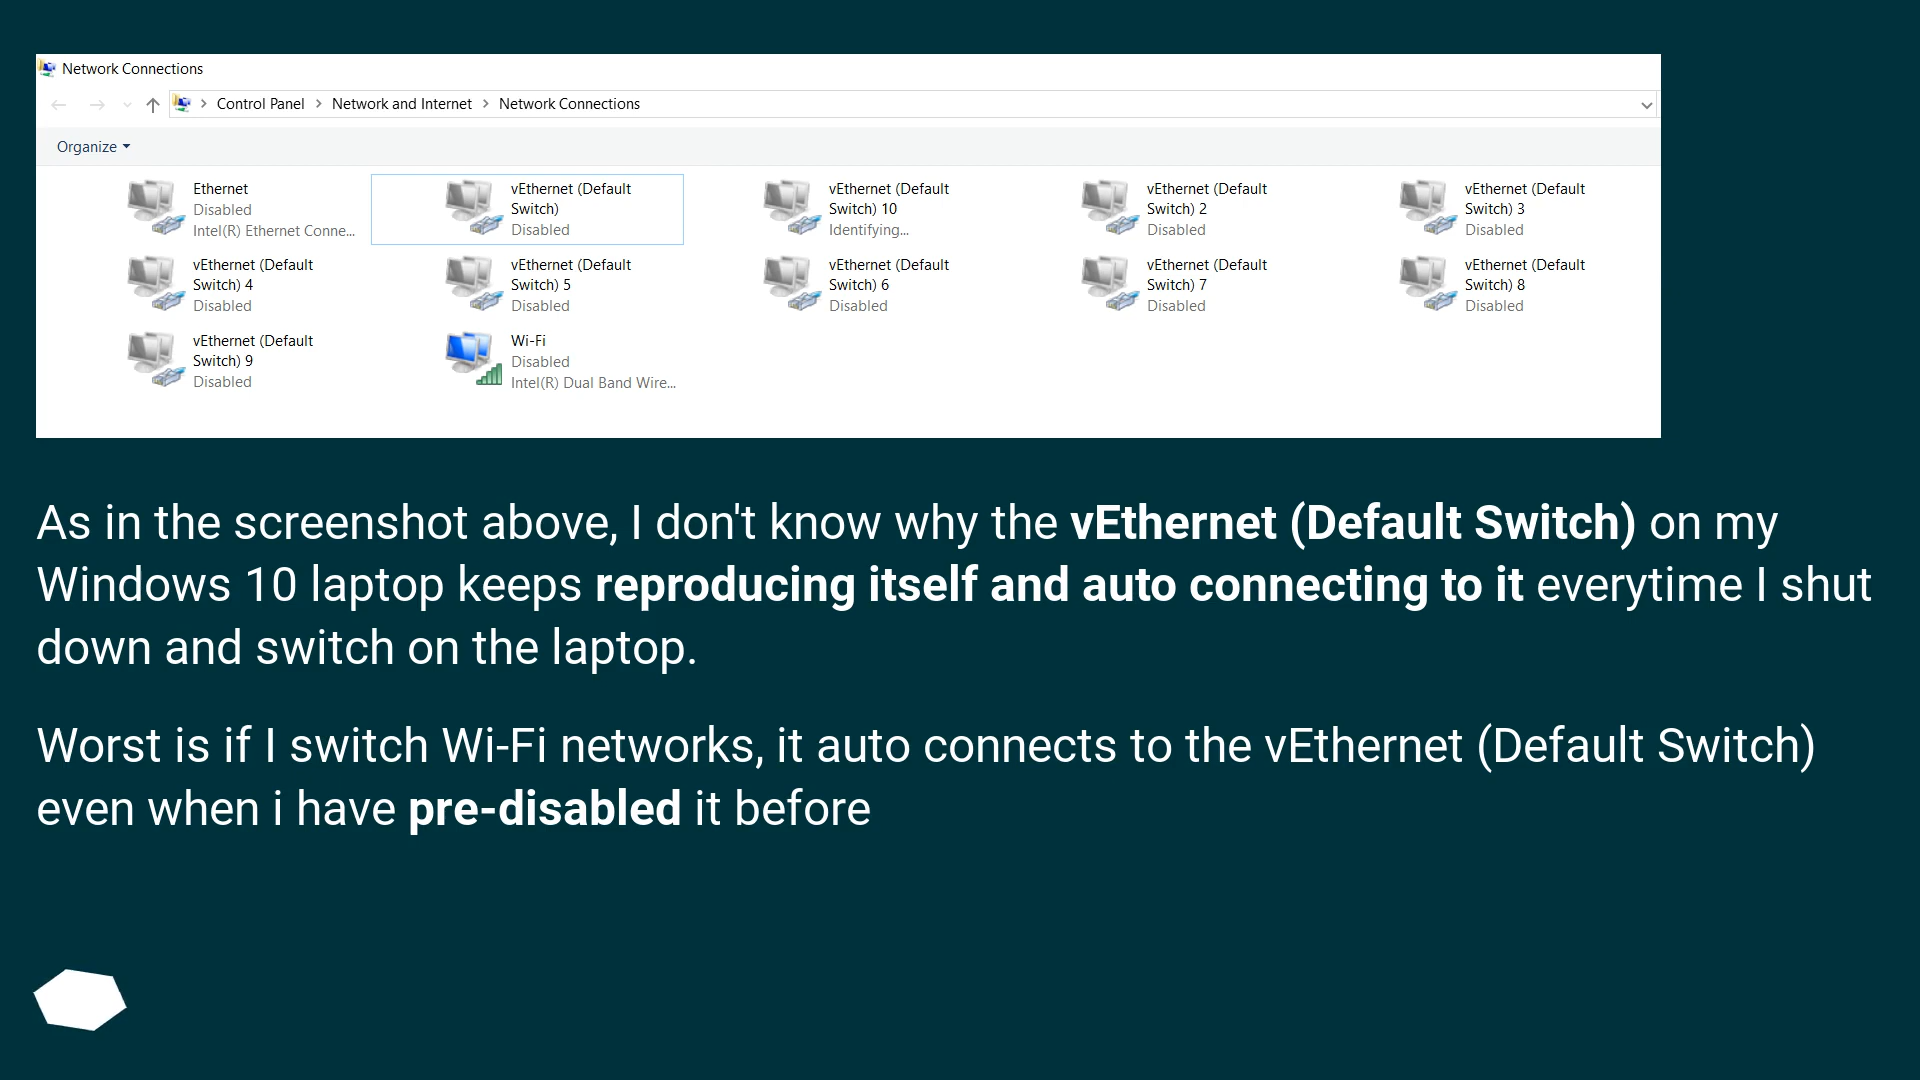 Network Connections
Control Panel > Network and Internet > Network Connections
Organize
Ethernet
Disabled
Intel(R) Ethernet Conne...
vEthernet (Default
Switch)
Disabled
vEthernet (Default
Switch) 10
Identifying...
vEthernet (Default
Switch) 2
Disabled
vEthernet (Default
Switch) 3
Disabled
vEthernet (Default
Switch) 4
Disabled
vEthernet (Default
Switch) 5
Disabled
vEthernet (Default
Switch) 6
Disabled
vEthernet (Default
Switch) 7
Disabled
vEthernet (Default
Switch) 8
Disabled
vEthernet (Default
Switch) 9
Disabled
Wi-Fi
Disabled
Intel(R) Dual Band Wire...
As in the screenshot above, I don't know why the vEthernet (Default Switch) on my
Windows 10 laptop keeps reproducing itself and auto connecting to it everytime I shut
down and switch on the laptop.
Worst is if I switch Wi-Fi networks, it auto connects to the vEthernet (Default Switch)
even when i have pre-disabled it before